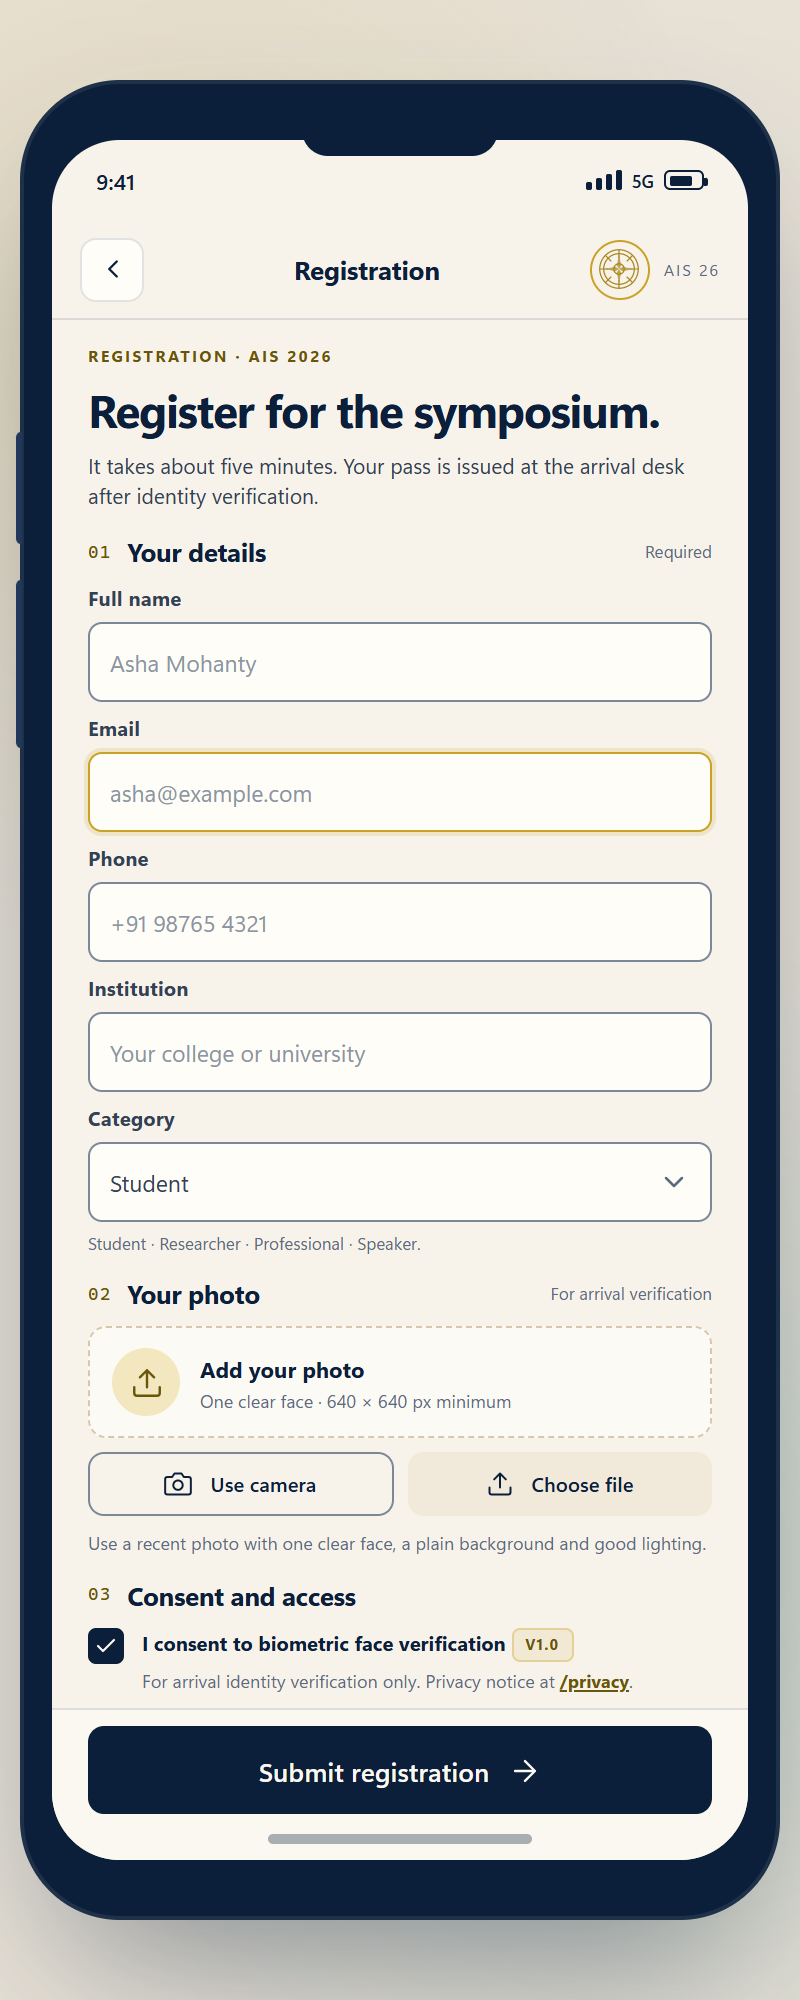 9:41
5G
Registration
AIS 26
REGISTRATION · AIS 2026
Register for the symposium.
It takes about five minutes. Your pass is issued at the arrival desk
after identity verification.
01 Your details Required
Full name
Asha Mohanty
Email
asha@example.com
Phone
+91 98765 4321
Institution
Your college or university
Category
Student
Student · Researcher · Professional · Speaker.
02 Your photo For arrival verification
Add your photo
One clear face · 640 × 640 px minimum
Use camera
Choose file
Use a recent photo with one clear face, a plain background and good lighting.
03 Consent and access
I consent to biometric face verification V1.0
For arrival identity verification only. Privacy notice at /privacy.
Submit registration